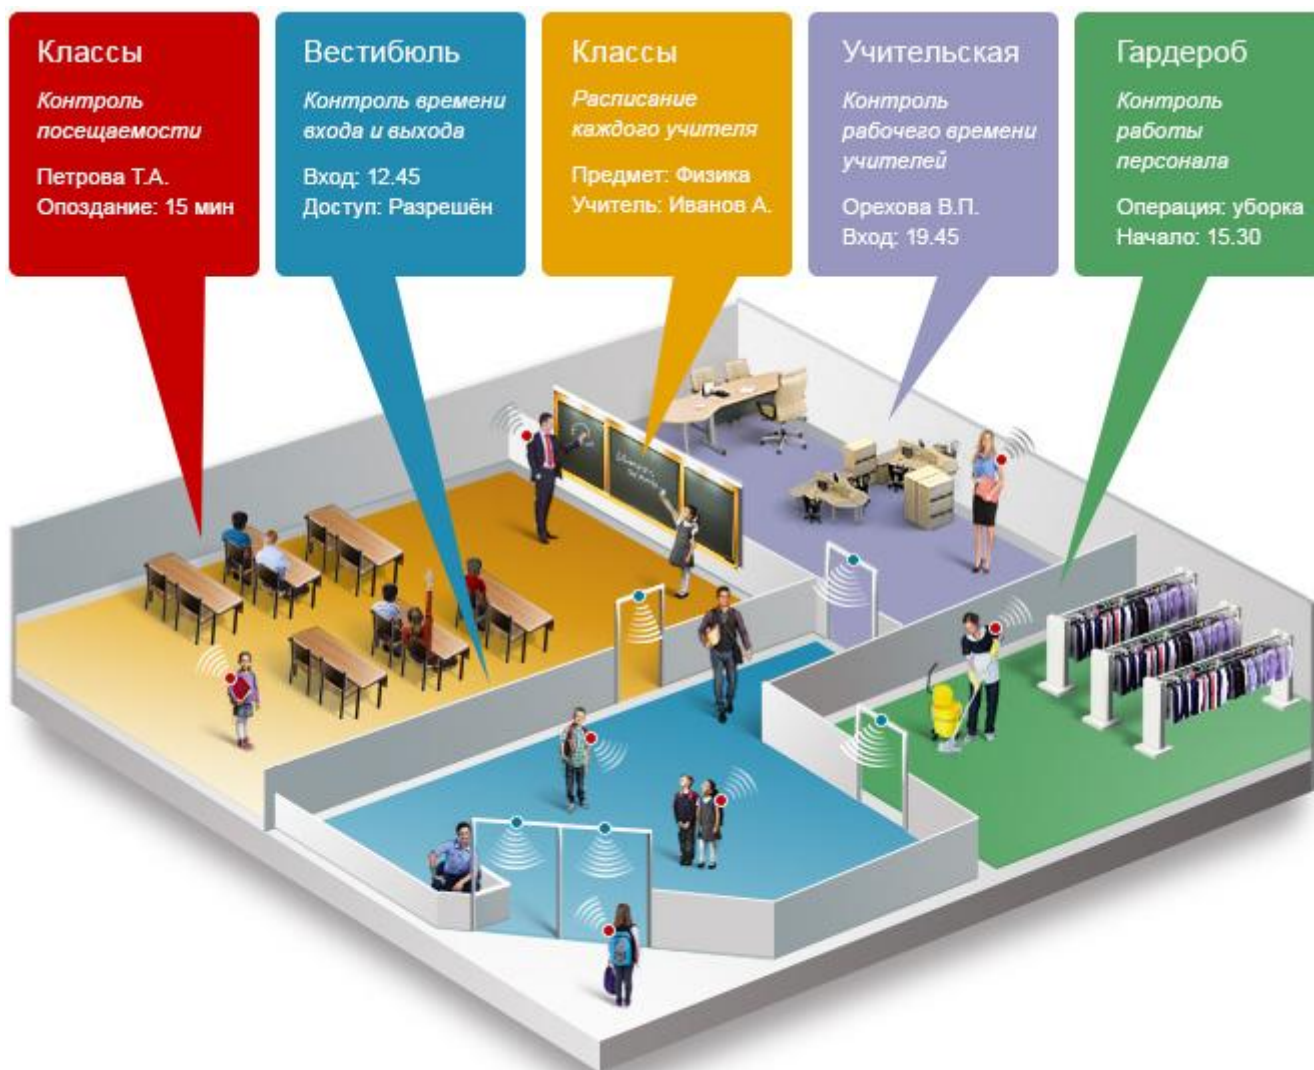 Классы
Контроль
посещаемости
Петрова Т.А.
Опоздание: 15 мин
Вестибюль
Контроль времени
входа и выхода
Вход: 12.45
Доступ: Разрешён
Классы
Расписание
каждого учителя
Предмет: Физика
Учитель: Иванов А.
Учительская
Контроль
рабочего времени
учителей
Орехова В.П.
Вход: 19.45
Гардероб
Контроль
работы
персонала
Операция: уборка
Начало: 15.30